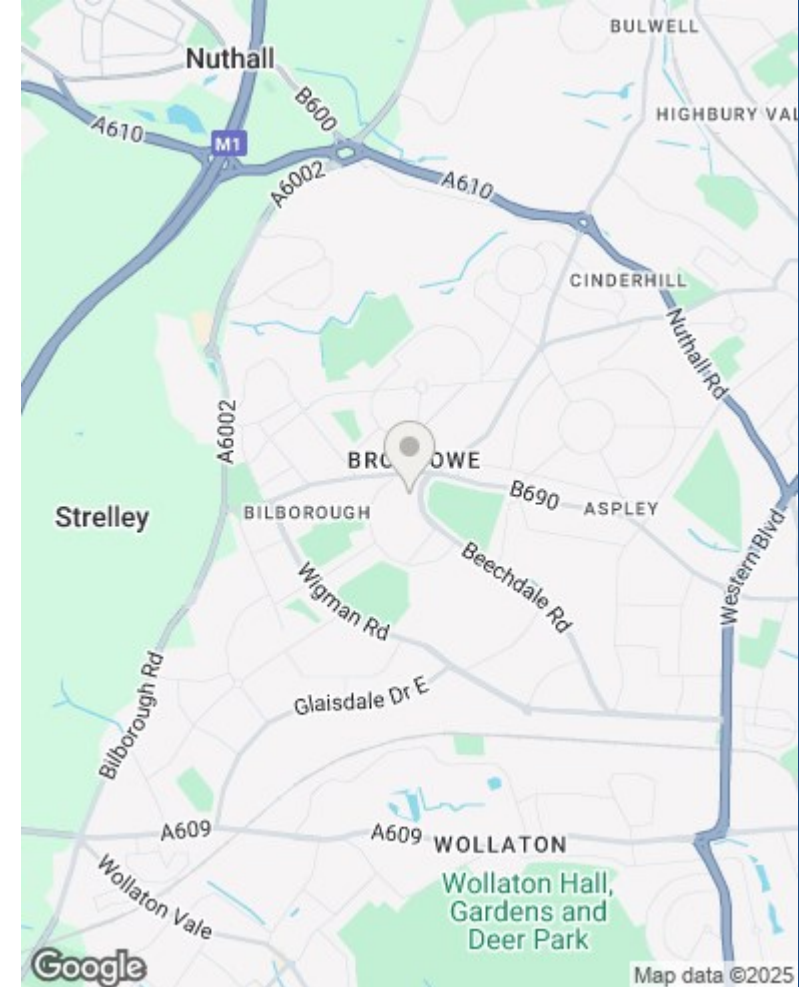 BULWELL
Nuthall
B600
HIGHBURY VAL
A610
M1
A6002
A610
CINDERHILL
Nuthall Rd
A6002
BRO OWE
B690
ASPLEY
Strelley
BILBOROUGH
Western Blvd
Beechdale Rd
Wigman Rd
Bilborough Rd
Glaisdale Dr E
A609
A609
WOLLATON
Wollaton Vale
Wollaton Hall,
Gardens and
Deer Park
Google
Map data ©2025